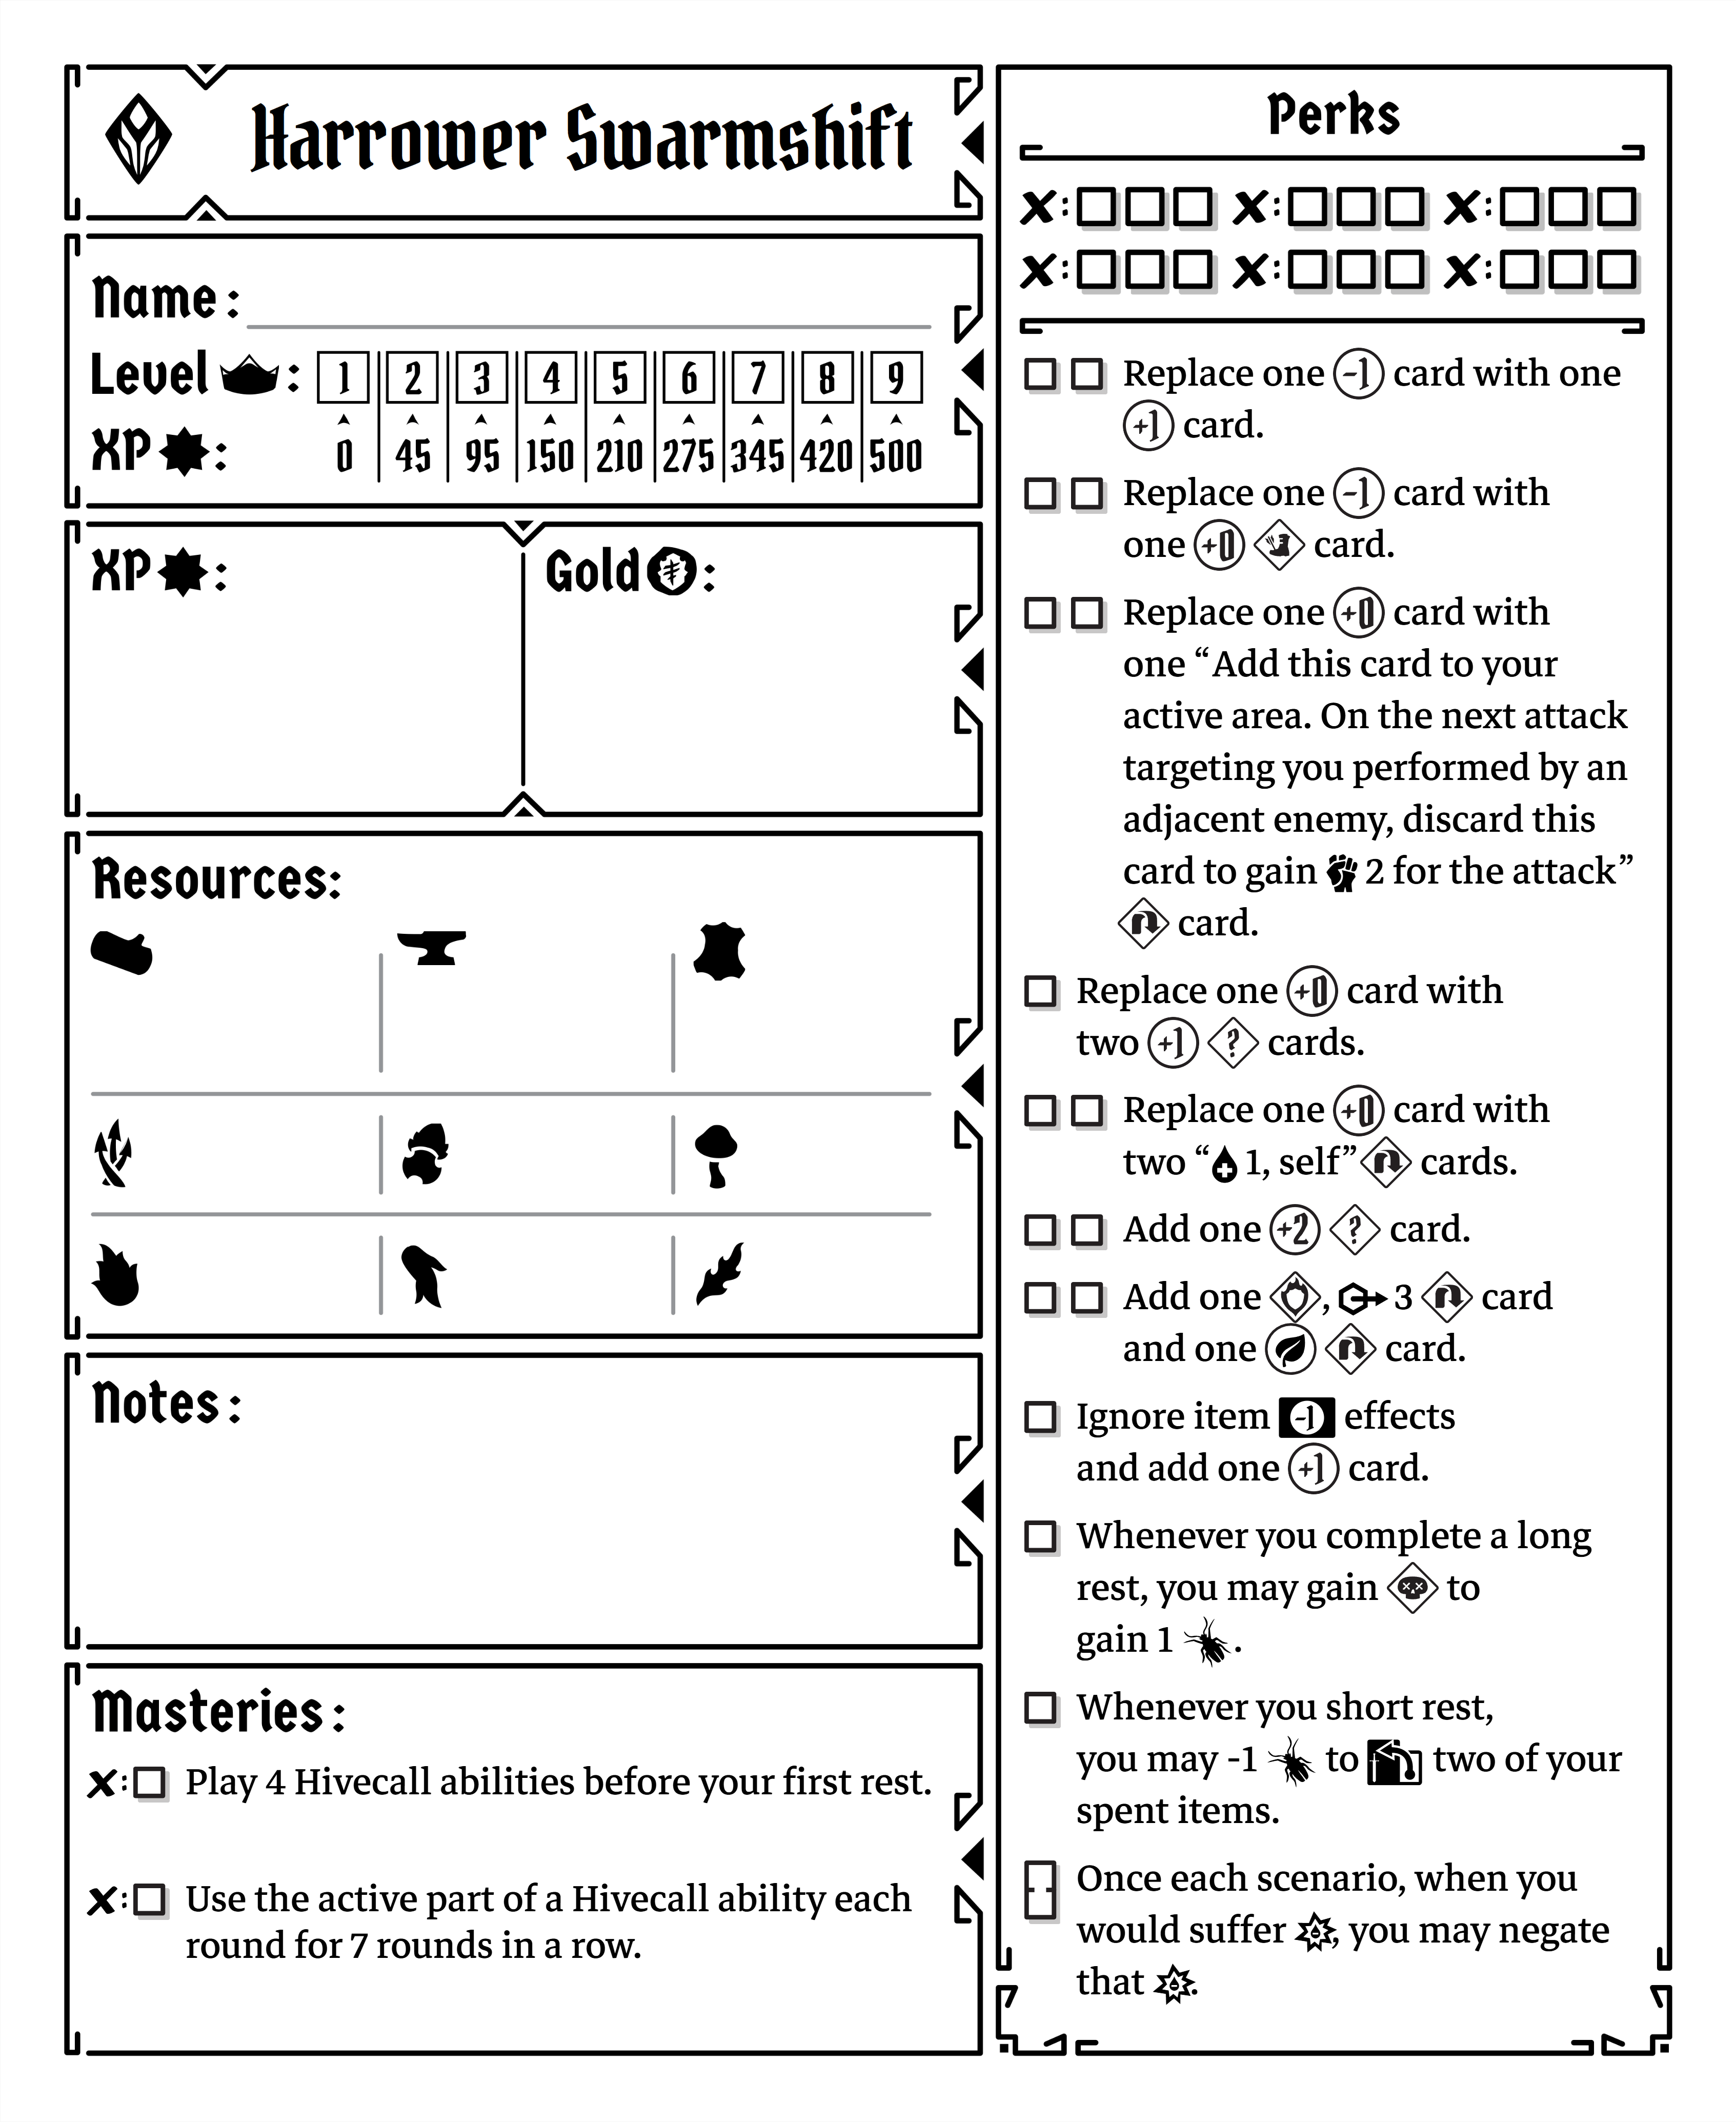 Harrower Swarmshift
Name:
Level : 1 2 3 4 5 6 7 8 9
XP : 0 45 95 150 210 275 345 420 500
XP :
Gold :
Resources:
Notes:
Masteries:
x: Play 4 Hivecall abilities before your first rest.
x: Use the active part of a Hivecall ability each
round for 7 rounds in a row.
Perks
x: x: x:
x: x: x:
Replace one -1 card with one
+1 card.
Replace one -1 card with
one +0 card.
Replace one +0 card with
one “Add this card to your
active area. On the next attack
targeting you performed by an
adjacent enemy, discard this
card to gain 2 for the attack”
card.
Replace one +0 card with
two +1 ? cards.
Replace one +0 card with
two “ 1, self” cards.
Add one +2 ? card.
Add one , 3 card
and one card.
Ignore item -1 effects
and add one +1 card.
Whenever you complete a long
rest, you may gain to
gain 1 .
Whenever you short rest,
you may -1 to two of your
spent items.
Once each scenario, when you
would suffer , you may negate
that .